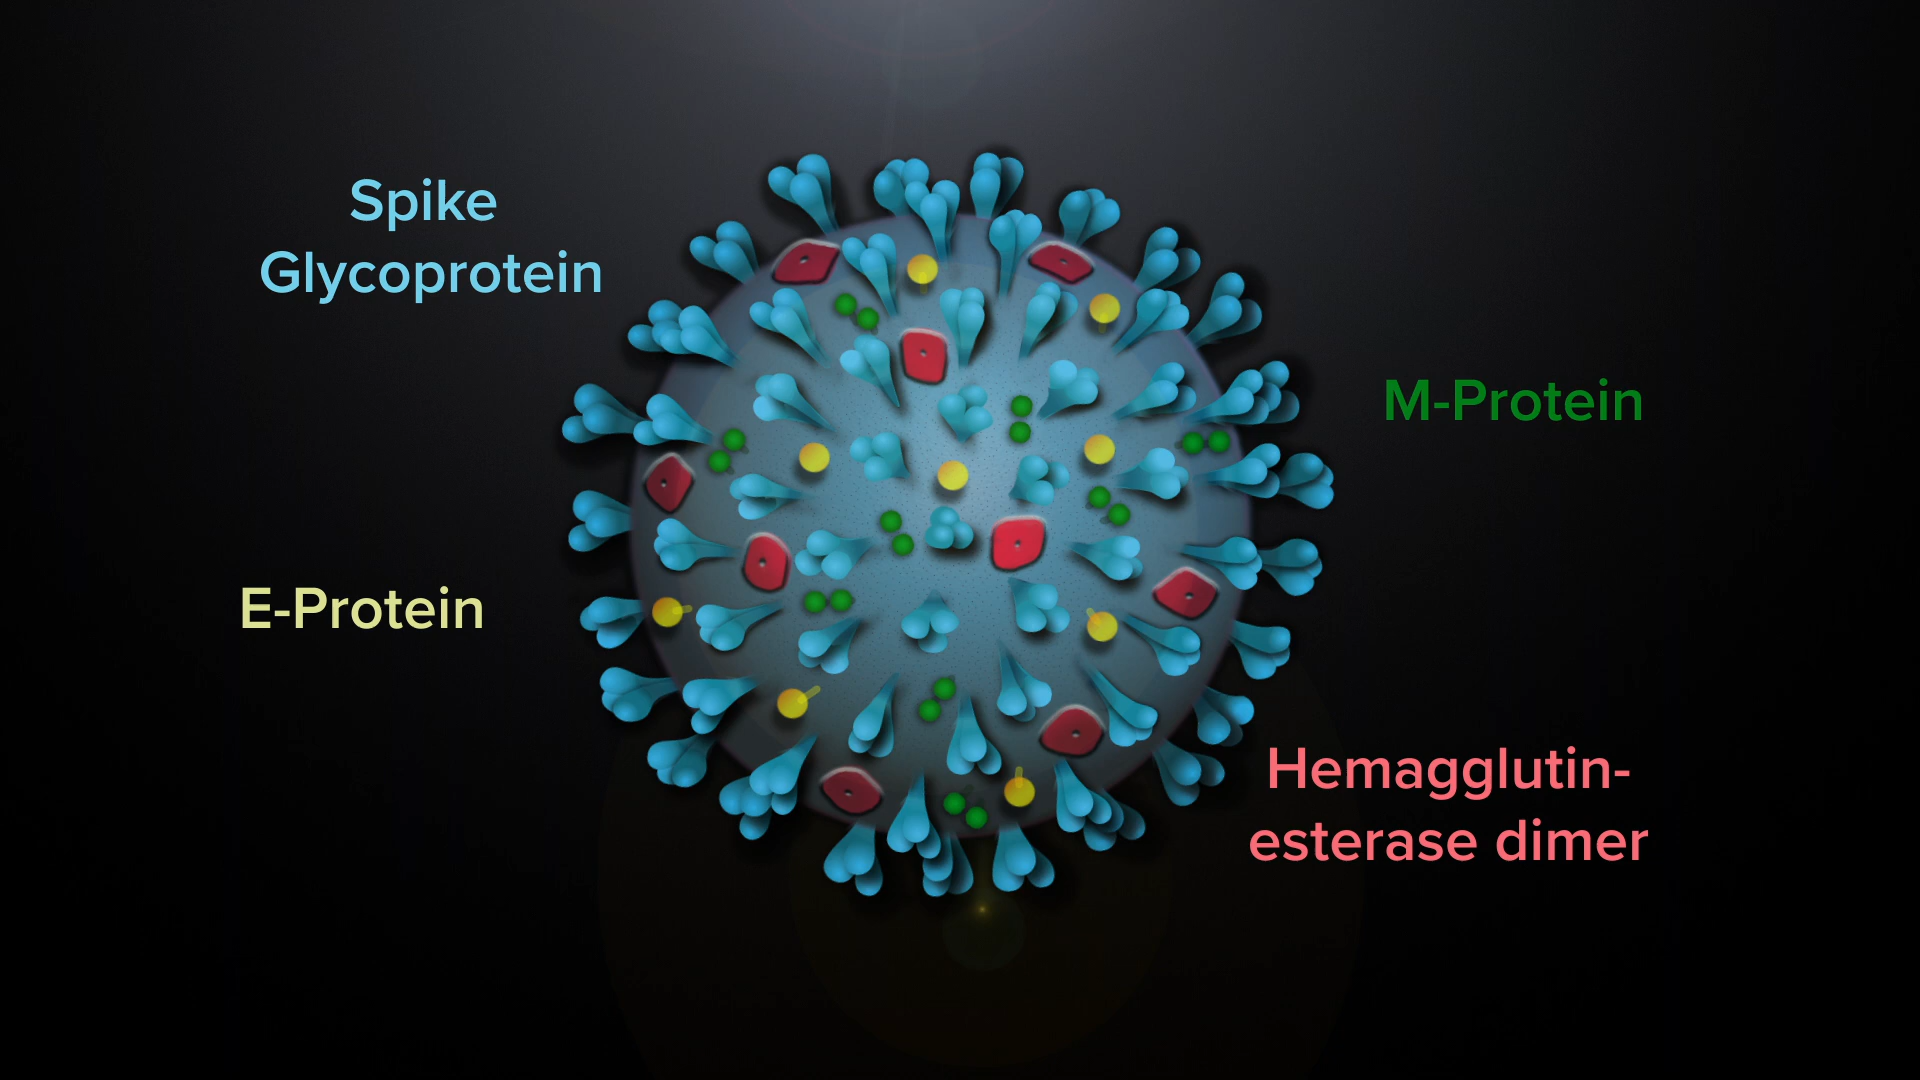 Spike
Glycoprotein
M-Protein
E-Protein
Hemagglutin-
esterase dimer